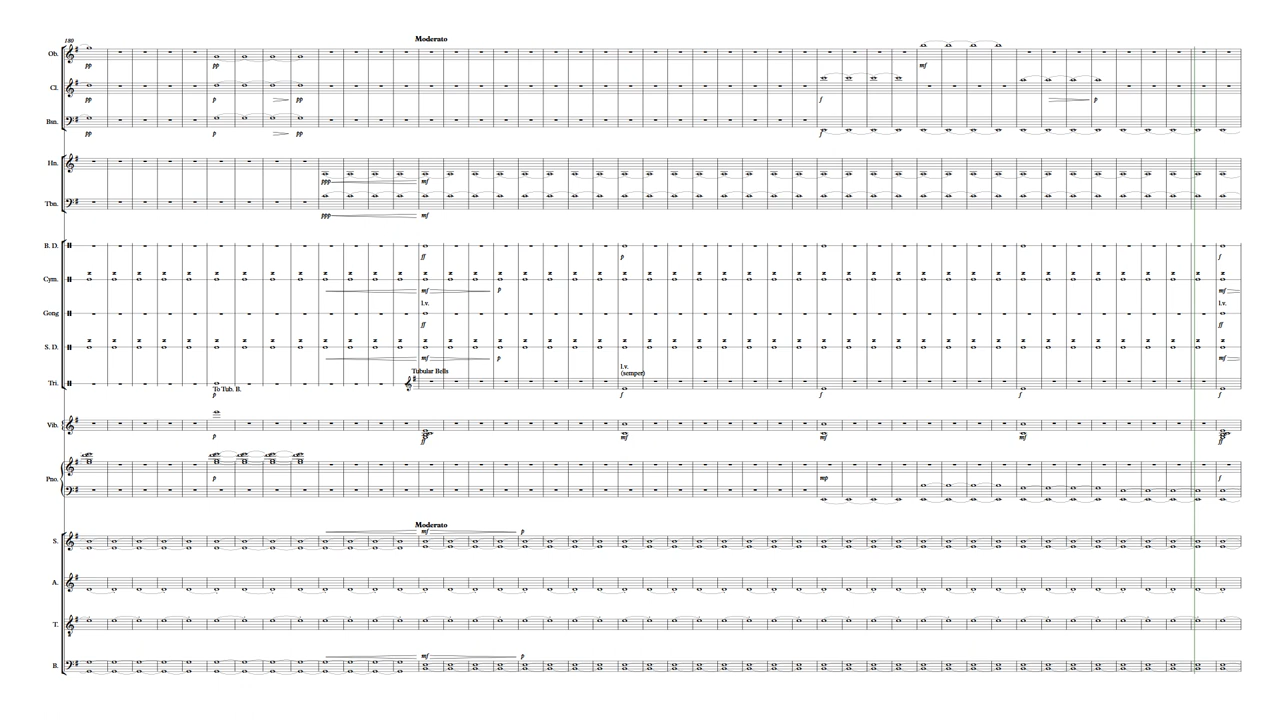 Moderato
180
Ob.
pp
pp
mf
Cl.
pp
p
pp
f
p
Bsn.
pp
p
pp
f
Hn.
ppp
mf
Tbn.
ppp
mf
B. D.
ff
p
f
Cym.
mf
p
mf
l.v.
l.v.
Gong
ff
ff
S. D.
mf
p
mf
Tubular Bells
l.v.
(semper)
Tri.
To Tub. B.
p
f
f
f
f
Vib.
p
ff
mf
mf
mf
ff
Pno.
p
mp
f
Moderato
mf
p
S.
A.
T.
mf
p
B.